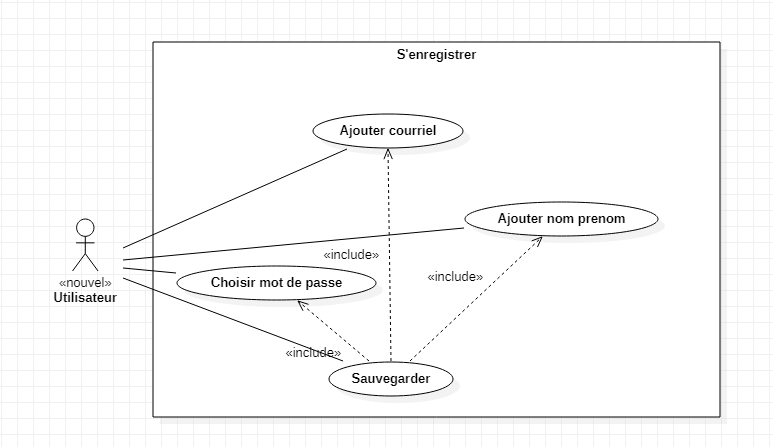 S'enregistrer
Ajouter courriel
Ajouter nom prenom
«include»
«include»
Choisir mot de passe
«nouvel»
Utilisateur
«include»
Sauvegarder